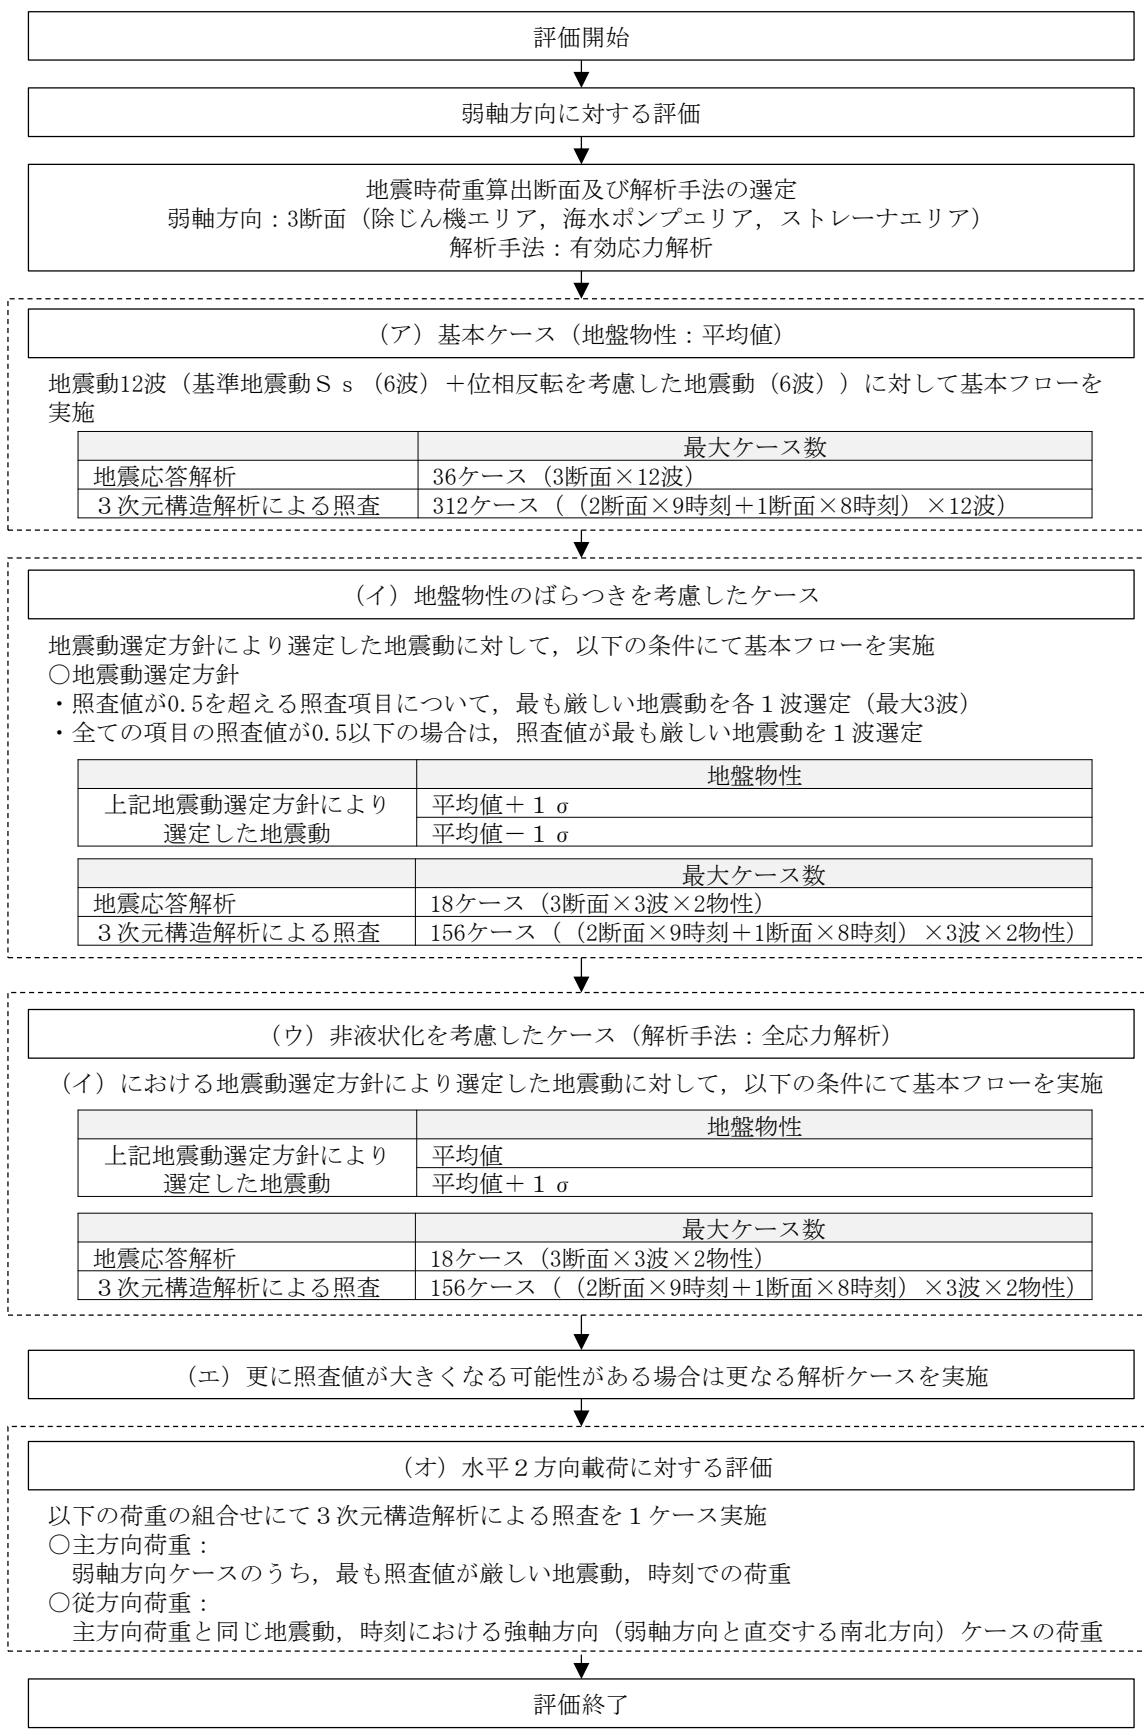 評価開始
弱軸方向に対する評価
地震時荷重算出断面及び解析手法の選定
弱軸方向：3断面（除じん機エリア，海水ポンプエリア，ストレーナエリア）
解析手法：有効応力解析
（ア）基本ケース（地盤物性：平均値）
地震動12波（基準地震動Ｓｓ（6波）＋位相反転を考慮した地震動（6波））に対して基本フローを
実施
最大ケース数
地震応答解析 36ケース（3断面×12波）
３次元構造解析による照査 312ケース（（2断面×9時刻＋1断面×8時刻）×12波）
（イ）地盤物性のばらつきを考慮したケース
地震動選定方針により選定した地震動に対して，以下の条件にて基本フローを実施
○地震動選定方針
・照査値が0.5を超える照査項目について，最も厳しい地震動を各１波選定（最大3波）
・全ての項目の照査値が0.5以下の場合は，照査値が最も厳しい地震動を１波選定
地盤物性
上記地震動選定方針により 平均値＋１σ
選定した地震動 平均値－１σ
最大ケース数
地震応答解析 18ケース（3断面×3波×2物性）
３次元構造解析による照査 156ケース（（2断面×9時刻＋1断面×8時刻）×3波×2物性）
（ウ）非液状化を考慮したケース（解析手法：全応力解析）
（イ）における地震動選定方針により選定した地震動に対して，以下の条件にて基本フローを実施
地盤物性
上記地震動選定方針により 平均値
選定した地震動 平均値＋１σ
最大ケース数
地震応答解析 18ケース（3断面×3波×2物性）
３次元構造解析による照査 156ケース（（2断面×9時刻＋1断面×8時刻）×3波×2物性）
（エ）更に照査値が大きくなる可能性がある場合は更なる解析ケースを実施
（オ）水平２方向載荷に対する評価
以下の荷重の組合せにて３次元構造解析による照査を１ケース実施
○主方向荷重：
弱軸方向ケースのうち，最も照査値が厳しい地震動，時刻での荷重
○従方向荷重：
主方向荷重と同じ地震動，時刻における強軸方向（弱軸方向と直交する南北方向）ケースの荷重
評価終了